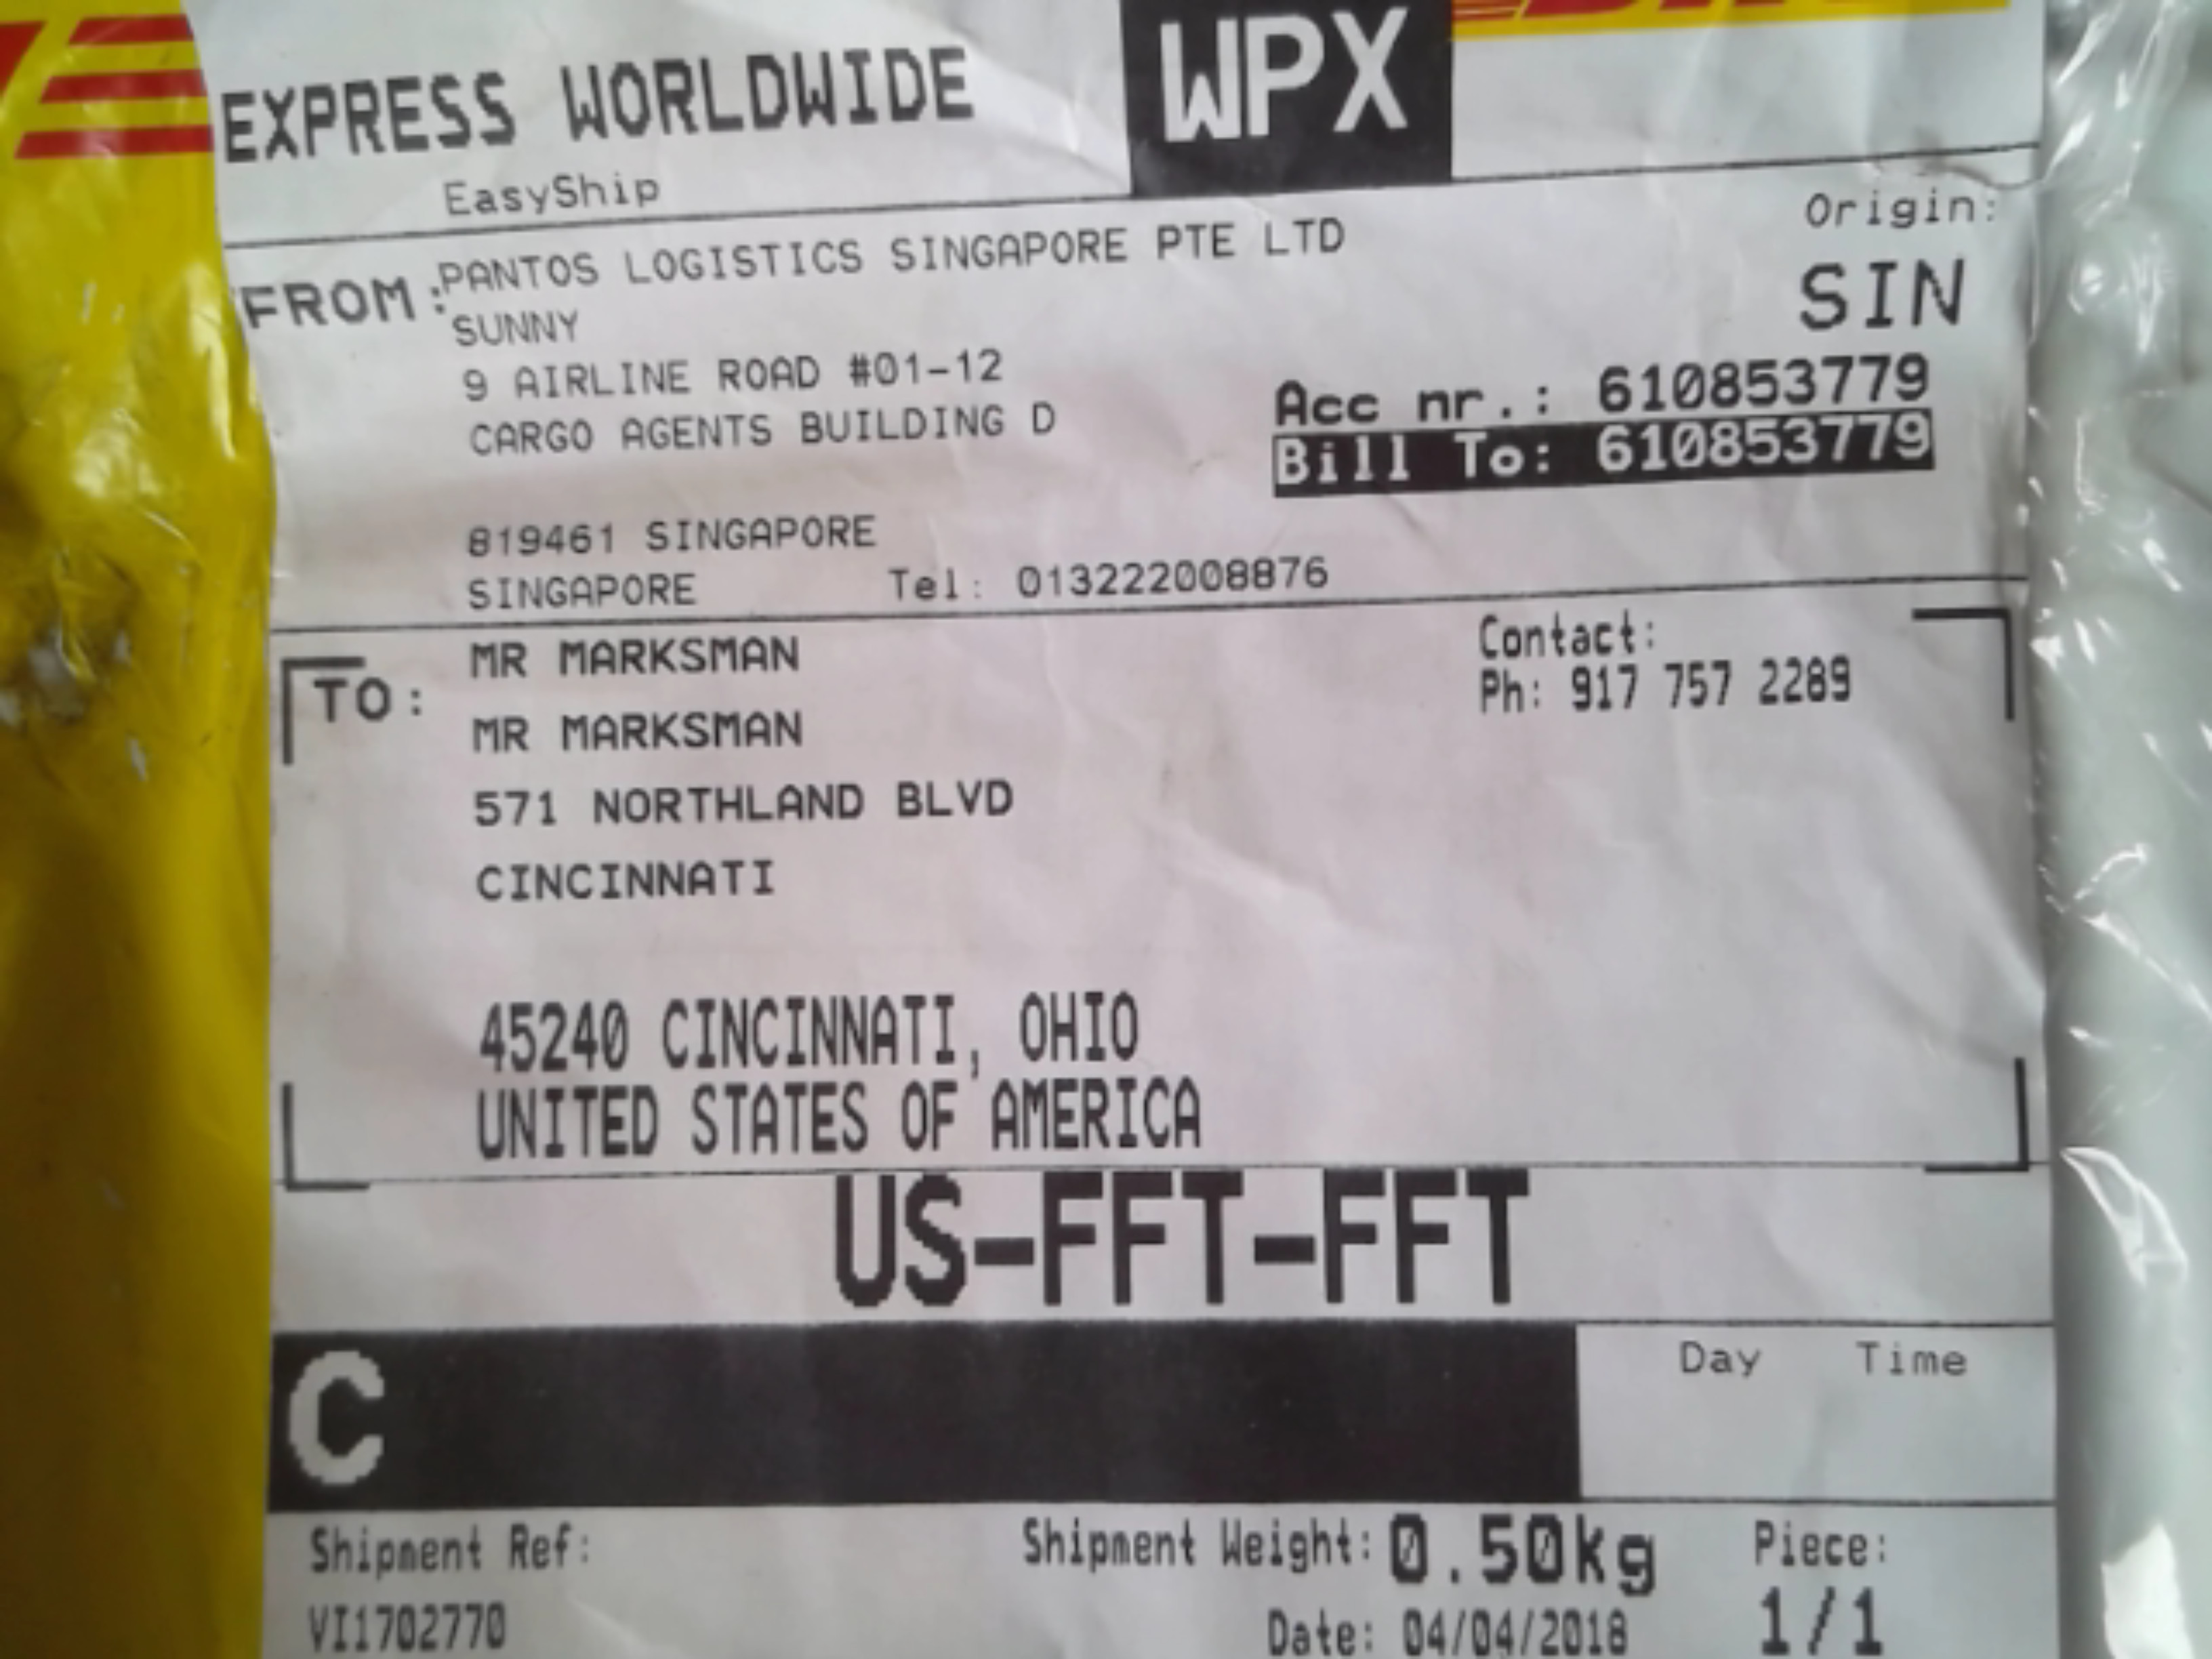 EXPRESS WORLDWIDE
WPX
EasyShip
Origin:
SIN
FROM: PANTOS LOGISTICS SINGAPORE PTE LTD
SUNNY
9 AIRLINE ROAD #01-12
CARGO AGENTS BUILDING D
Acc nr.: 610853779
Bill To: 610853779
819461 SINGAPORE
SINGAPORE Tel: 013222008876
TO: MR MARKSMAN
MR MARKSMAN
571 NORTHLAND BLVD
CINCINNATI
Contact:
Ph: 917 757 2289
45240 CINCINNATI, OHIO
UNITED STATES OF AMERICA
US-FFT-FFT
C
Day Time
Shipment Ref:
VI1702770
Shipment Weight: 0.50kg
Date: 04/04/2018
Piece:
1/1